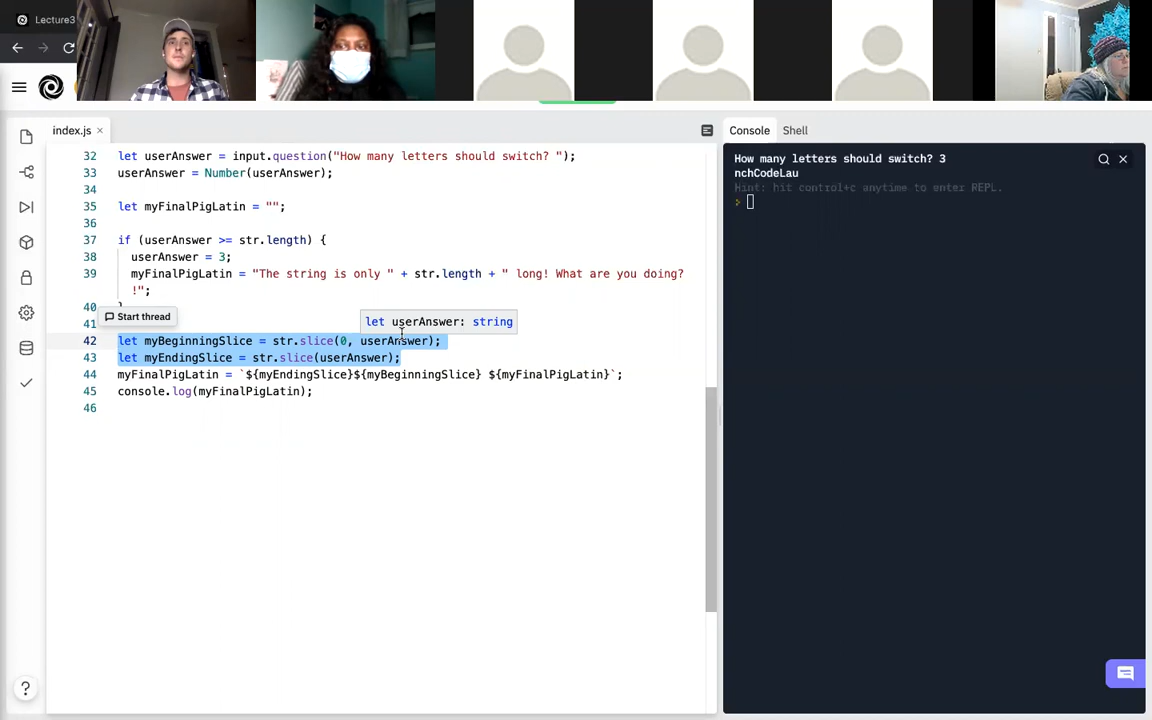 Lecture3
index.js
32 let userAnswer = input.question("How many letters should switch? ");
33 userAnswer = Number(userAnswer);
34
35 let myFinalPigLatin = "";
36
37 if (userAnswer >= str.length) {
38 userAnswer = 3;
39 myFinalPigLatin = "The string is only " + str.length + " long! What are you doing?
!";
40 }
Start thread
let userAnswer: string
41
42 let myBeginningSlice = str.slice(0, userAnswer);
43 let myEndingSlice = str.slice(userAnswer);
44 myFinalPigLatin = `${myEndingSlice}${myBeginningSlice} ${myFinalPigLatin}`;
45 console.log(myFinalPigLatin);
46
?
Console Shell
How many letters should switch? 3
nchCodeLau
Hint: hit control+c anytime to enter REPL.
>